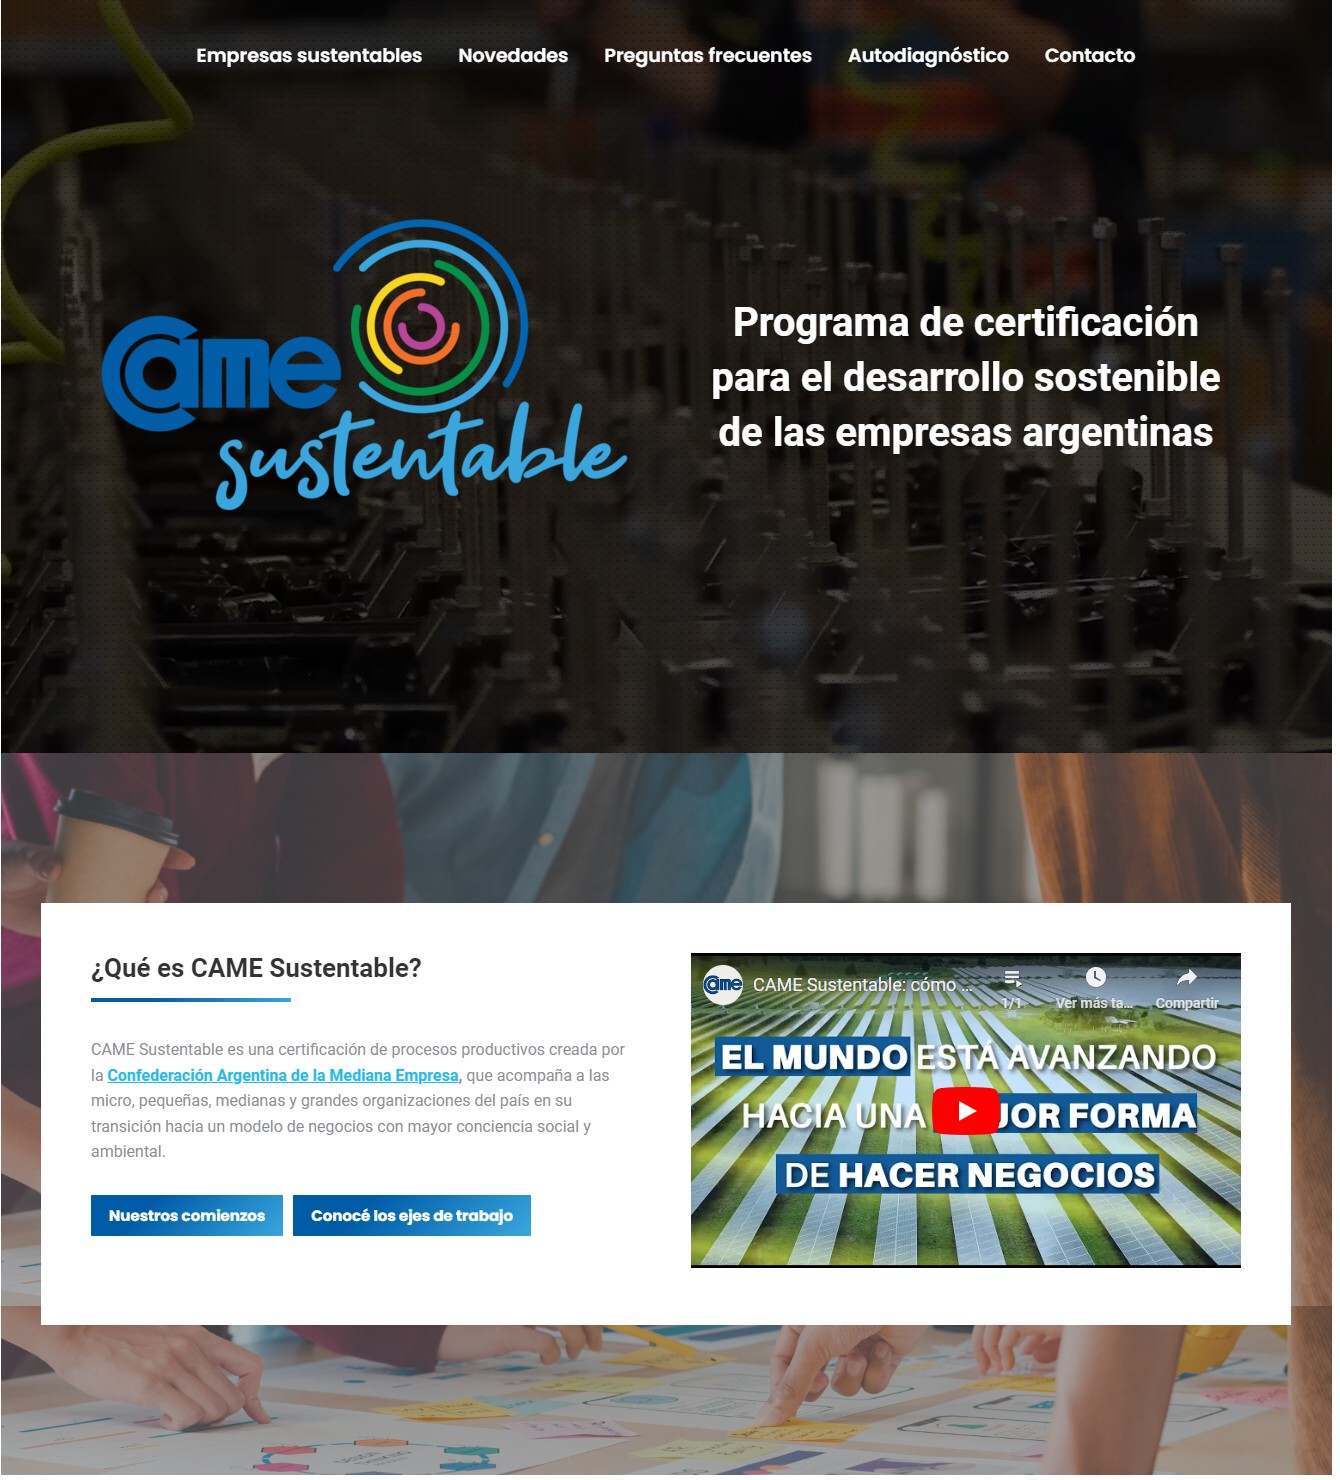 Empresas sustentables Novedades Preguntas frecuentes Autodiagnóstico Contacto
Came
sustentable
Programa de certificación
para el desarrollo sostenible
de las empresas argentinas
¿Qué es CAME Sustentable?
CAME Sustentable es una certificación de procesos productivos creada por
la Confederación Argentina de la Mediana Empresa, que acompaña a las
micro, pequeñas, medianas y grandes organizaciones del país en su
transición hacia un modelo de negocios con mayor conciencia social y
ambiental.
Nuestros comienzos Conocé los ejes de trabajo
Came CAME Sustentable: cómo ...
1/1 Ver más ta... Compartir
EL MUNDO ESTÁ AVANZANDO
HACIA UNA JOR FORMA
DE HACER NEGOCIOS